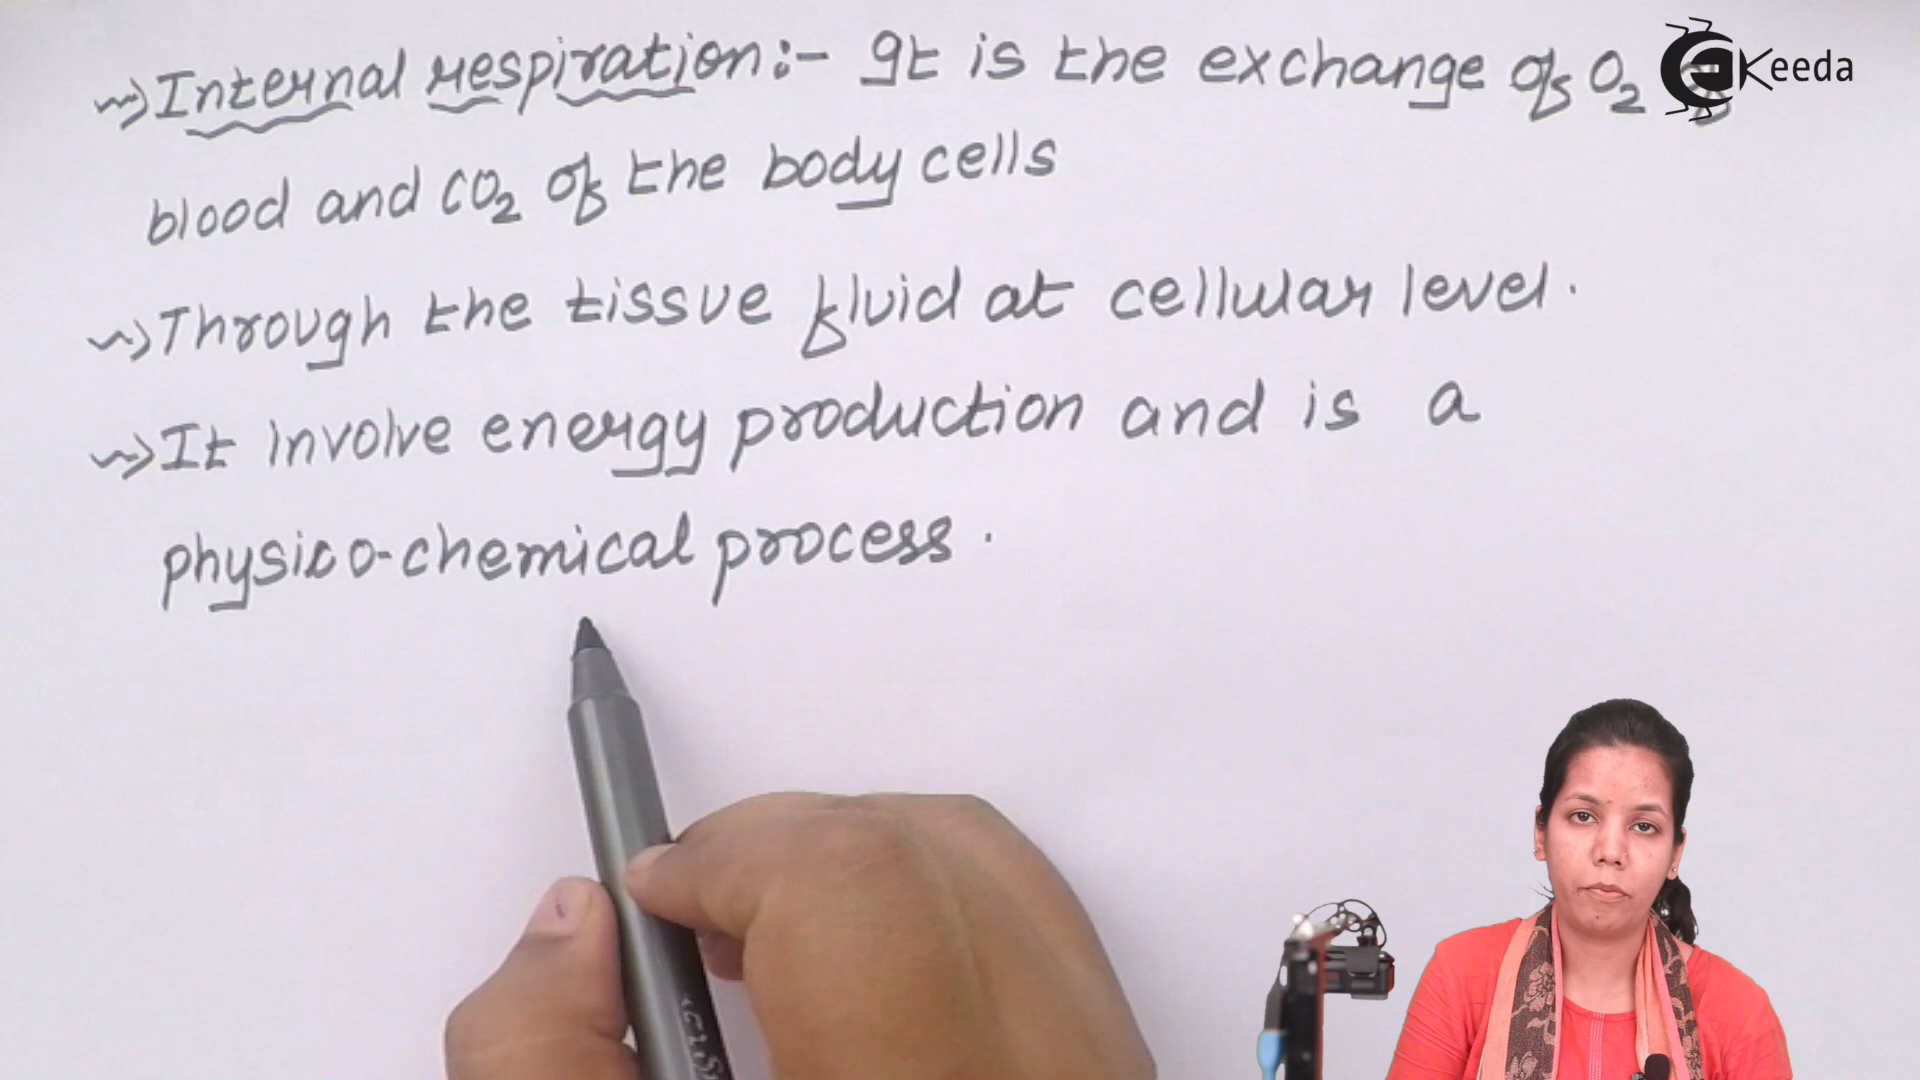 ⇝Internal respiration:- It is the exchange of O2
blood and CO2 of the body cells
⇝Through the tissue fluid at cellular level.
⇝It involve energy production and is a
physico-chemical process.
eKeeda